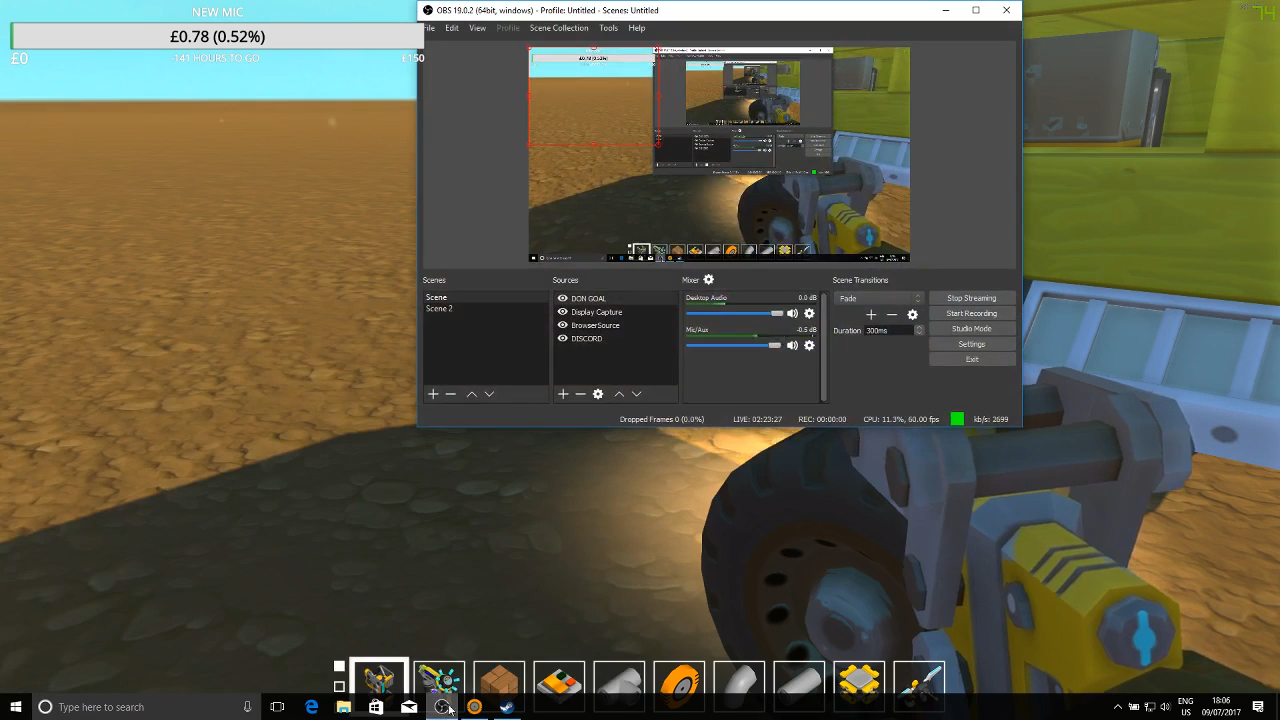 NEW MIC
£0.78 (0.52%)
£0
-141 HOURS TO GO
£150
OBS 19.0.2 (64bit, windows) - Profile: Untitled - Scenes: Untitled
File Edit View Profile Scene Collection Tools Help
£0.78 (0.52%)
Scenes
Scene
Scene 2
Sources
DON GOAL
Display Capture
BrowserSource
DISCORD
Mixer
Desktop Audio 0.0 dB
Mic/Aux -0.5 dB
Scene Transitions
Fade
Duration 300ms
Stop Streaming
Start Recording
Studio Mode
Settings
Exit
Dropped Frames 0 (0.0%) LIVE: 02:23:27 REC: 00:00:00 CPU: 11.3%, 60.00 fps kb/s: 2699
74
Type here to search
ENG
US
18:06
09/07/2017